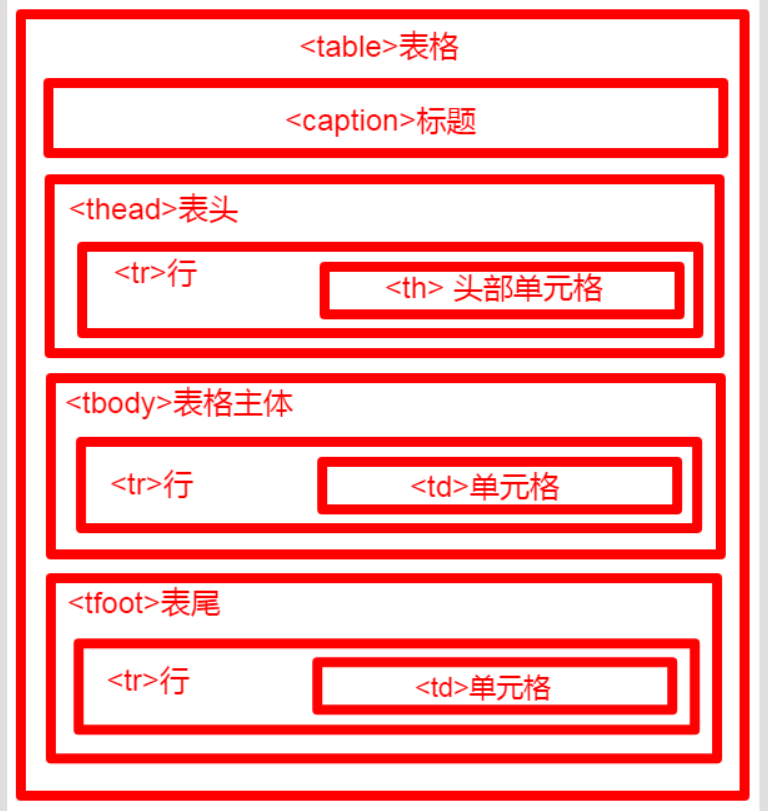 <table>表格
<caption>标题
<thead>表头
<tr>行
<th> 头部单元格
<tbody>表格主体
<tr>行
<td>单元格
<tfoot>表尾
<tr>行
<td>单元格